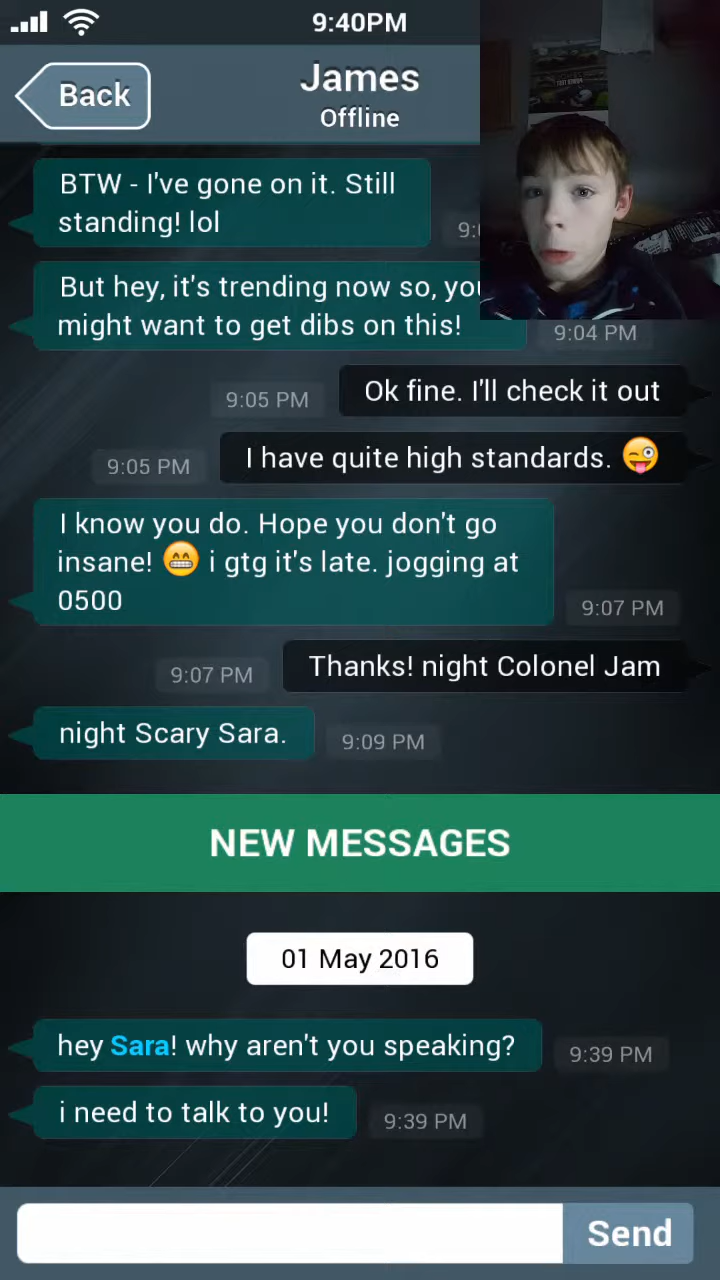 9:40PM
Back
James
Offline
BTW - I've gone on it. Still
standing! lol
But hey, it's trending now so,
might want to get dibs on this!
9:04 PM
Ok fine. I'll check it out
9:05 PM
I have quite high standards. 😜
9:05 PM
I know you do. Hope you don't go
insane! 😁 i gtg it's late. jogging at
0500
9:07 PM
Thanks! night Colonel Jam
9:07 PM
night Scary Sara.
9:09 PM
NEW MESSAGES
01 May 2016
hey Sara! why aren't you speaking?
9:39 PM
i need to talk to you!
9:39 PM
Send